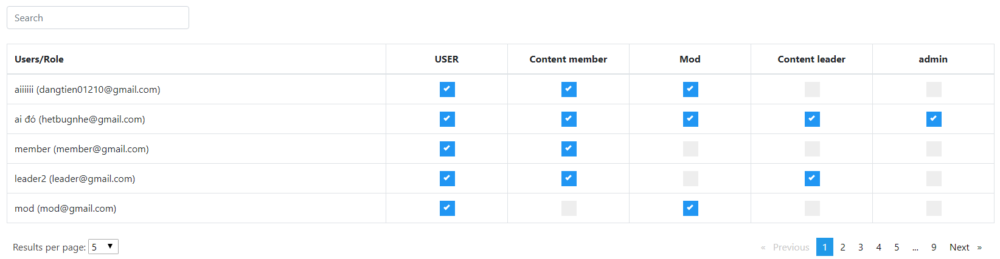 Search
Users/Role USER Content member Mod Content leader admin
aiiiiii (dangtien01210@gmail.com)
ai đó (hetbugnhe@gmail.com)
member (member@gmail.com)
leader2 (leader@gmail.com)
mod (mod@gmail.com)
Results per page: 5 « Previous 1 2 3 4 5 ... 9 Next »